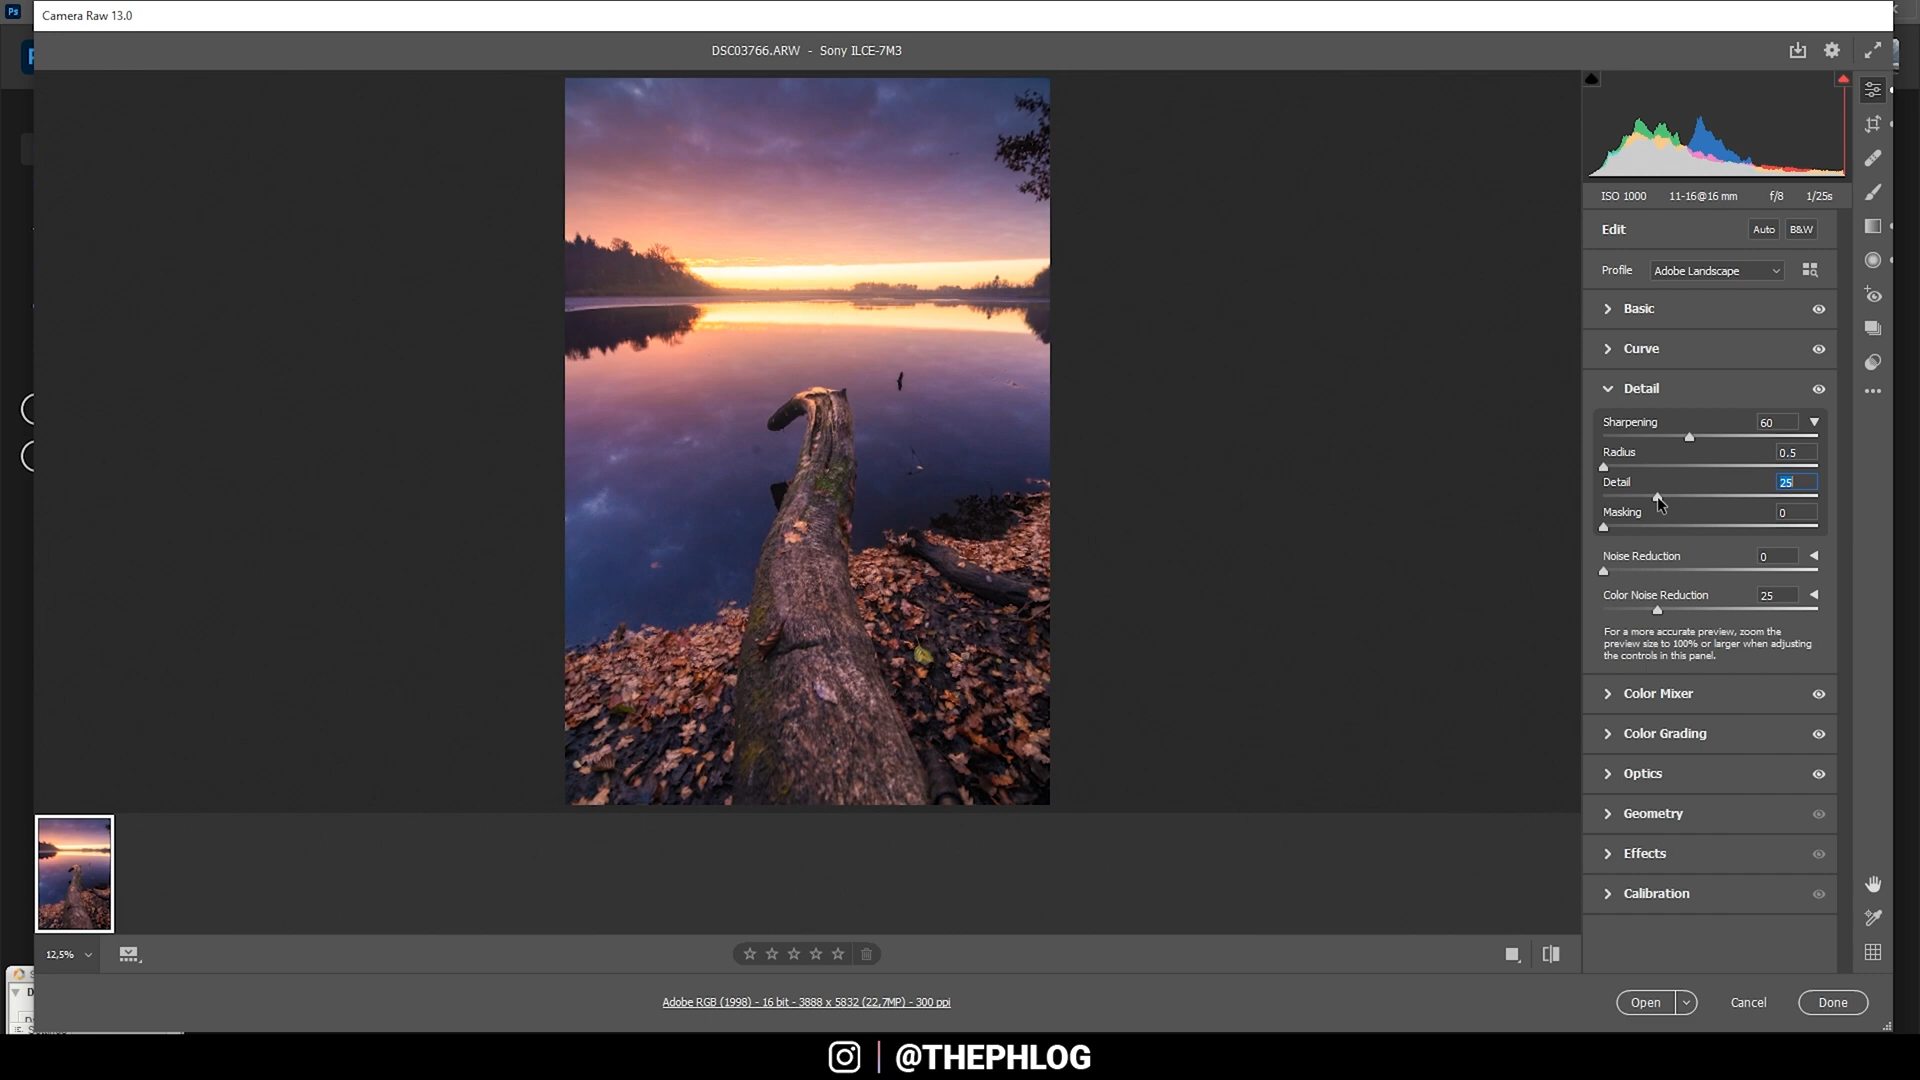 Ps
Camera Raw 13.0
DSC03766.ARW - Sony ILCE-7M3
ISO 1000 11-16@16 mm f/8 1/25s
Edit Auto B&W
Profile Adobe Landscape
Basic
Curve
Detail
Sharpening 60
Radius 0.5
Detail 25
Masking 0
Noise Reduction 0
Color Noise Reduction 25
For a more accurate preview, zoom the
preview size to 100% or larger when adjusting
the controls in this panel.
Color Mixer
Color Grading
Optics
Geometry
Effects
Calibration
12,5%
Adobe RGB (1998) - 16 bit - 3888 x 5832 (22,7MP) - 300 ppi
Open Cancel Done
@THEPHLOG